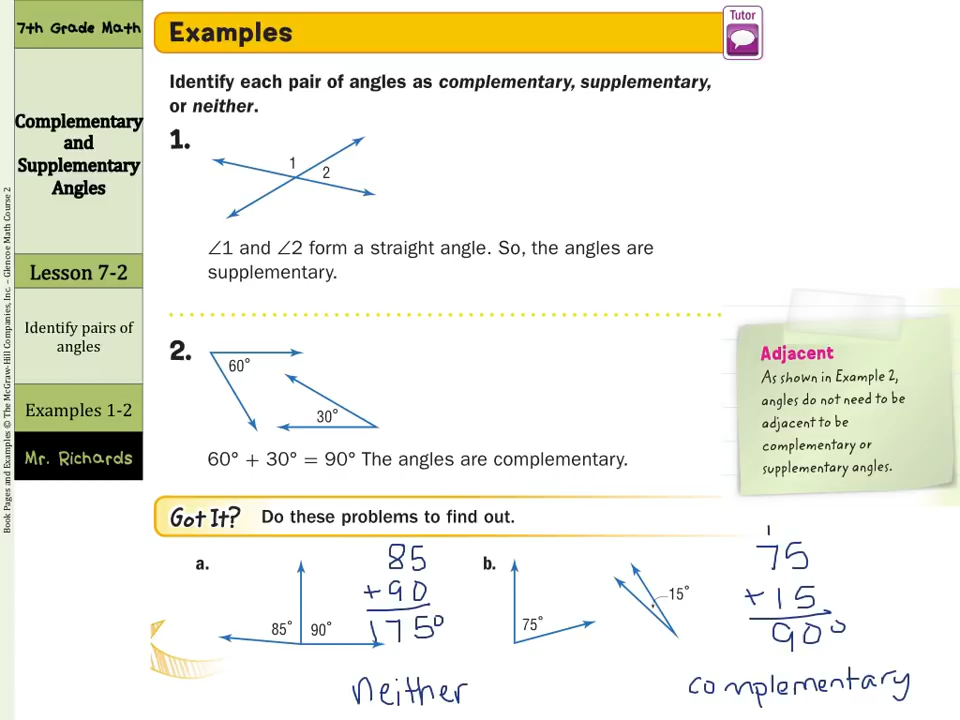 7th Grade Math
Complementary
and
Supplementary
Angles
Lesson 7-2
Identify pairs of
angles
Examples 1-2
Mr. Richards
Book Pages and Examples © The McGraw-Hill Companies, Inc. – Glencoe Math Course 2
Examples
Tutor
Identify each pair of angles as complementary, supplementary,
or neither.
1.
1
2
∠1 and ∠2 form a straight angle. So, the angles are
supplementary.
2.
60°
30°
60° + 30° = 90° The angles are complementary.
Adjacent
As shown in Example 2,
angles do not need to be
adjacent to be
complementary or
supplementary angles.
Got It? Do these problems to find out.
a.
85° 90°
85
+90
175°
neither
b.
75°
15°
1
75
+15
90°
complementary